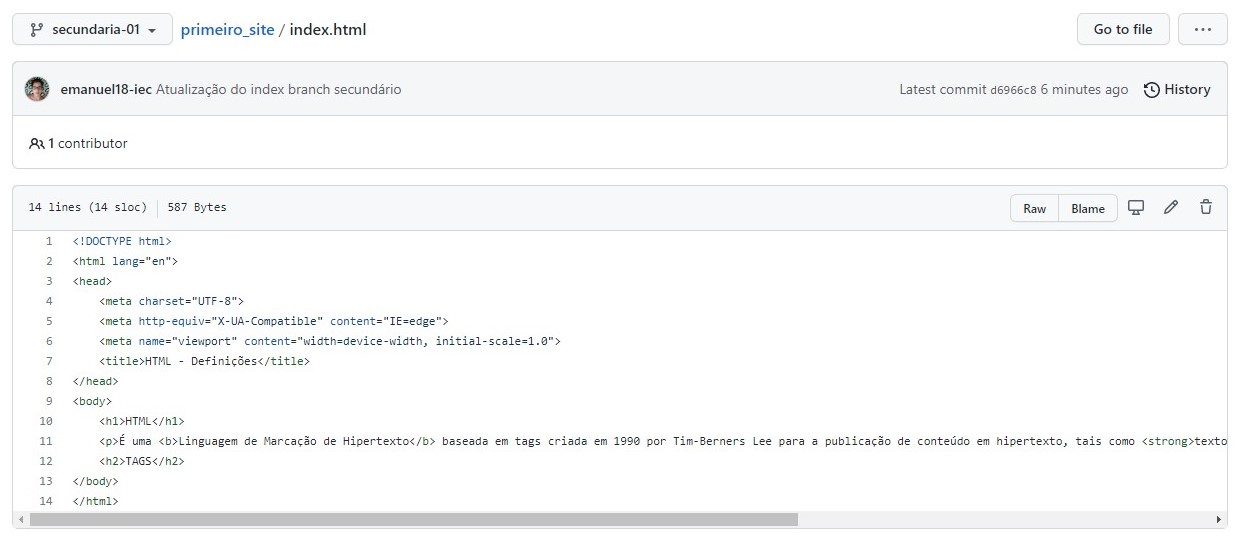 secundaria-01 primeiro_site / index.html Go to file ...
emanuel18-iec Atualização do index branch secundário Latest commit d6966c8 6 minutes ago History
1 contributor
14 lines (14 sloc) 587 Bytes Raw Blame
1 <!DOCTYPE html>
2 <html lang="en">
3 <head>
4 <meta charset="UTF-8">
5 <meta http-equiv="X-UA-Compatible" content="IE=edge">
6 <meta name="viewport" content="width=device-width, initial-scale=1.0">
7 <title>HTML - Definições</title>
8 </head>
9 <body>
10 <h1>HTML</h1>
11 <p>É uma <b>Linguagem de Marcação de Hipertexto</b> baseada em tags criada em 1990 por Tim-Berners Lee para a publicação de conteúdo em hipertexto, tais como <strong>texto
12 <h2>TAGS</h2>
13 </body>
14 </html>